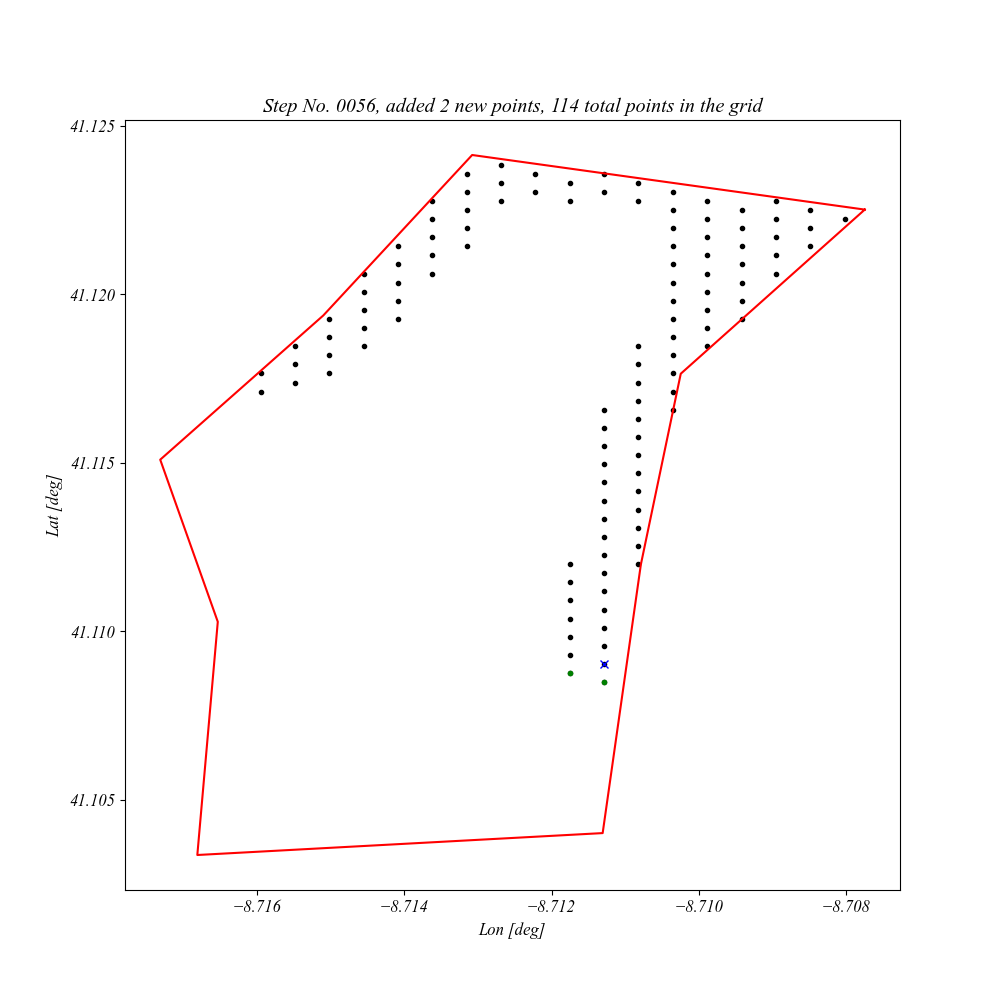 Step No. 0056, added 2 new points, 114 total points in the grid
41.125
41.120
41.115
41.110
41.105
Lat [deg]
−8.716 −8.714 −8.712 −8.710 −8.708
Lon [deg]